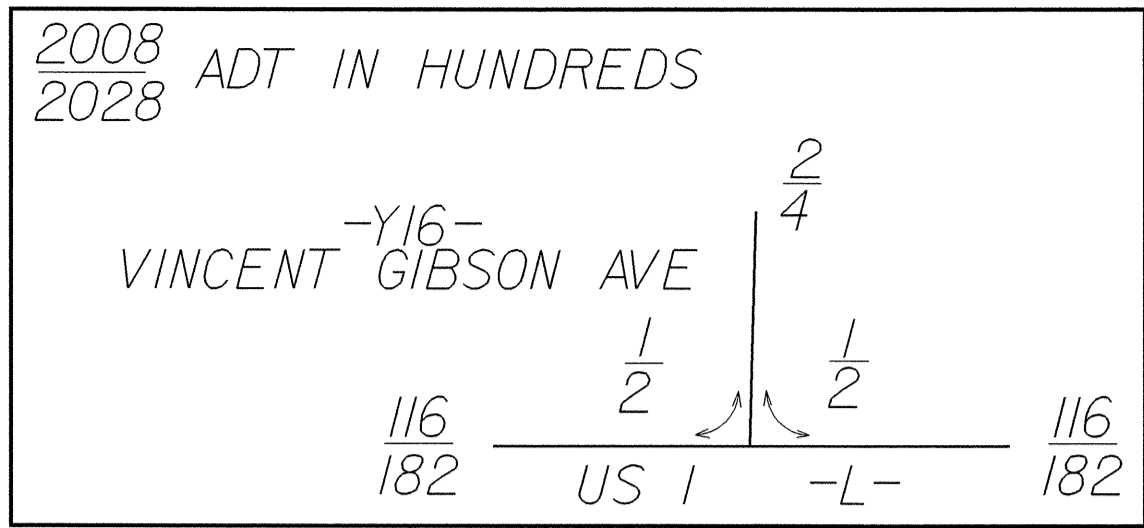 2008
2028 ADT IN HUNDREDS
2
4
-Y16-
VINCENT GIBSON AVE
1
2
1
2
116
182
US 1 -L-
116
182